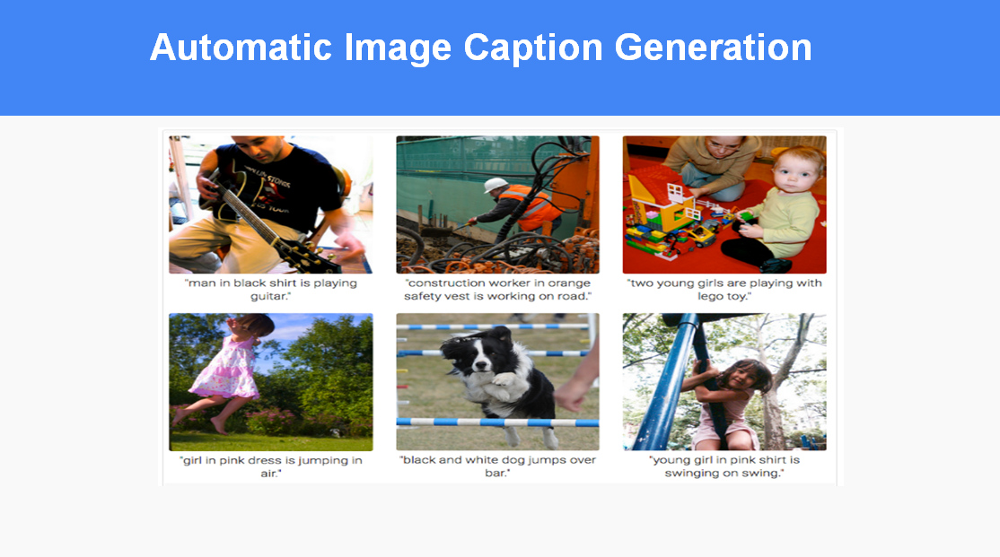 Automatic Image Caption Generation
"man in black shirt is playing
guitar."
"construction worker in orange
safety vest is working on road."
"two young girls are playing with
lego toy."
"girl in pink dress is jumping in
air."
"black and white dog jumps over
bar."
"young girl in pink shirt is
swinging on swing."